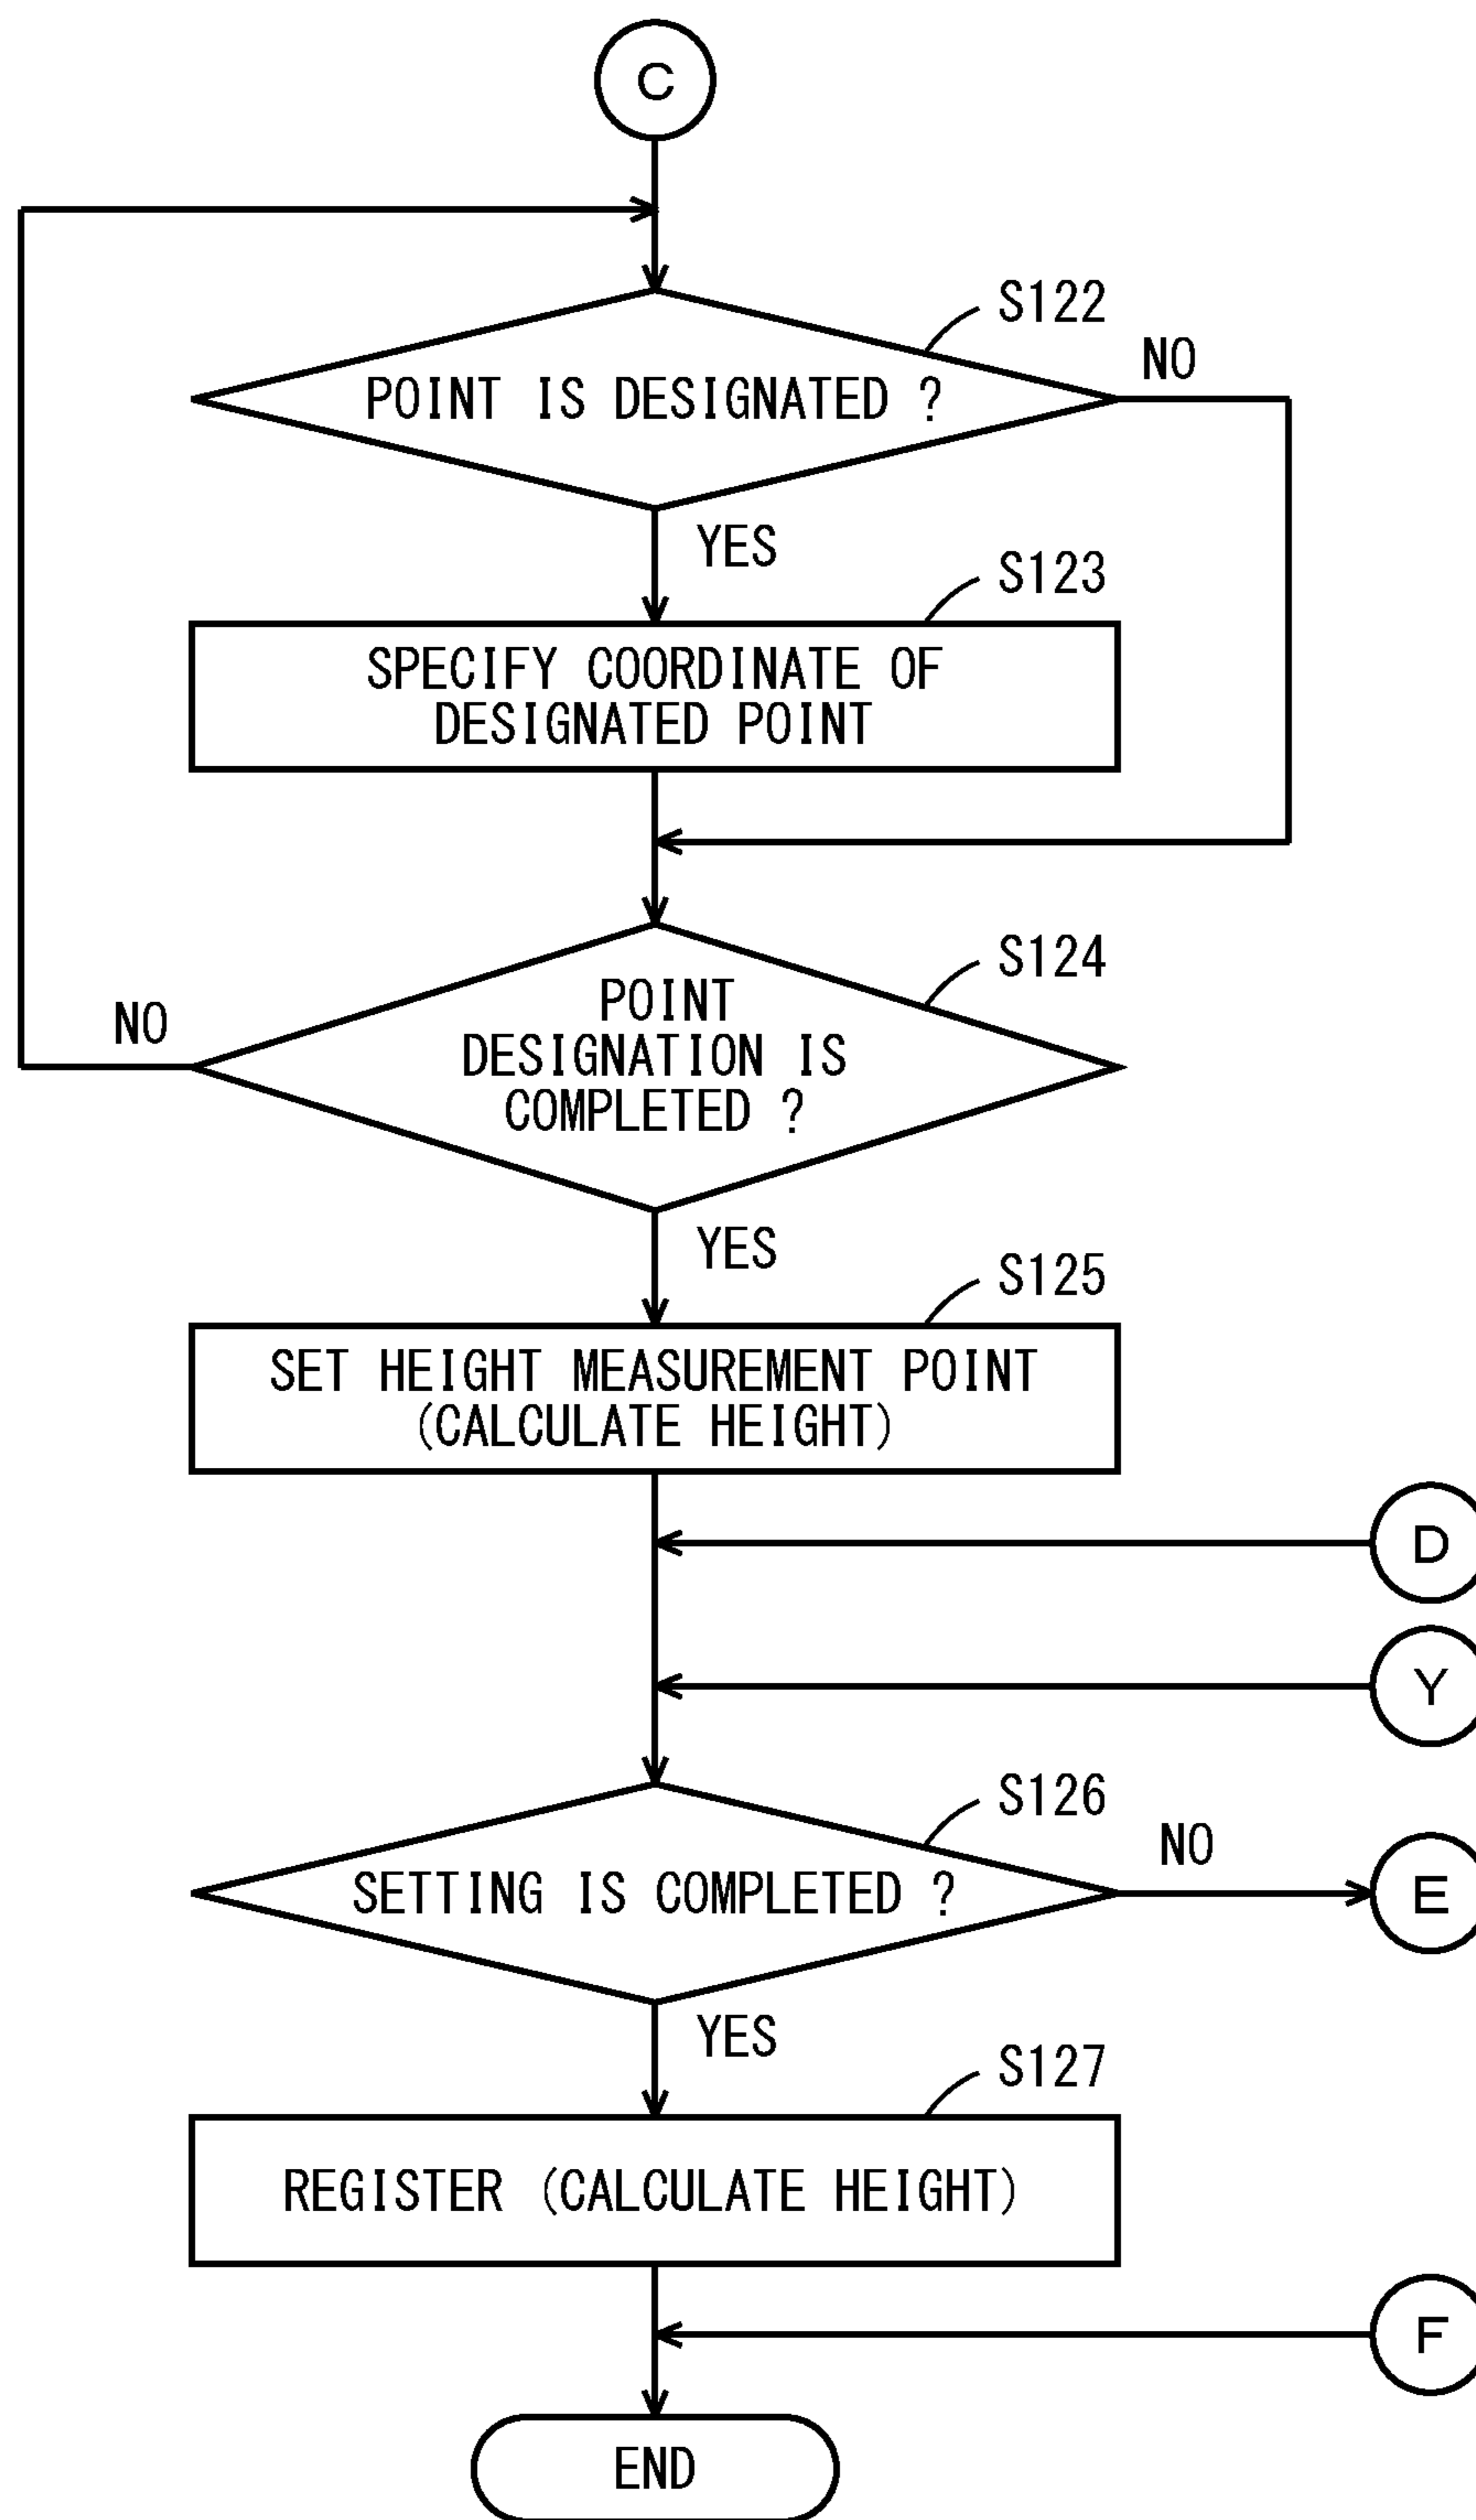 C
S122
NO
POINT IS DESIGNATED ?
YES
S123
SPECIFY COORDINATE OF
DESIGNATED POINT
S124
NO
POINT
DESIGNATION IS
COMPLETED ?
YES
S125
SET HEIGHT MEASUREMENT POINT
(CALCULATE HEIGHT)
D
Y
S126
NO
SETTING IS COMPLETED ?
E
YES
S127
REGISTER (CALCULATE HEIGHT)
F
END